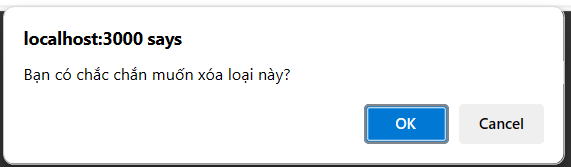 localhost:3000 says
Bạn có chắc chắn muốn xóa loại này?
OK
Cancel